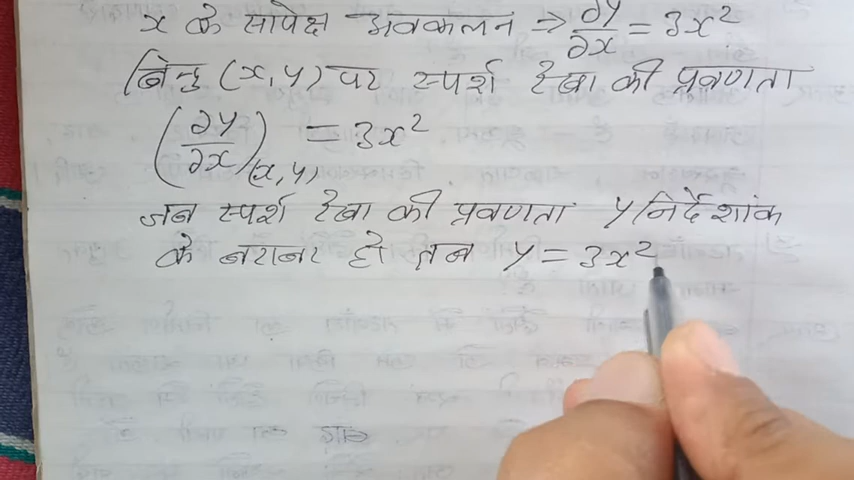 x के सापेक्ष अवकलन ⇒ ∂y/∂x = 3x²
बिन्दु (x, y) पर स्पर्श रेखा की प्रवणता
(∂y/∂x)(x, y) = 3x²
जब स्पर्श रेखा की प्रवणता y निर्देशांक
के बराबर हो तब y = 3x²